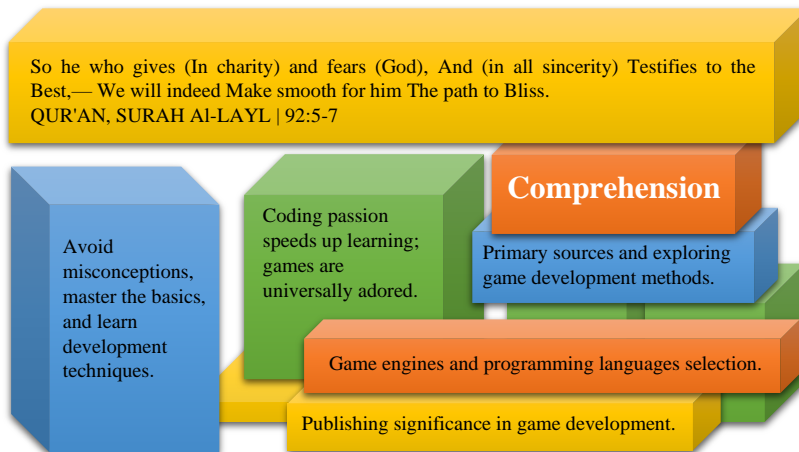 So he who gives (In charity) and fears (God), And (in all sincerity) Testifies to the
Best,— We will indeed Make smooth for him The path to Bliss.
QUR'AN, SURAH Al-LAYL | 92:5-7
Comprehension
Avoid
misconceptions,
master the basics,
and learn
development
techniques.
Coding passion
speeds up learning;
games are
universally adored.
Primary sources and exploring
game development methods.
Game engines and programming languages selection.
Publishing significance in game development.